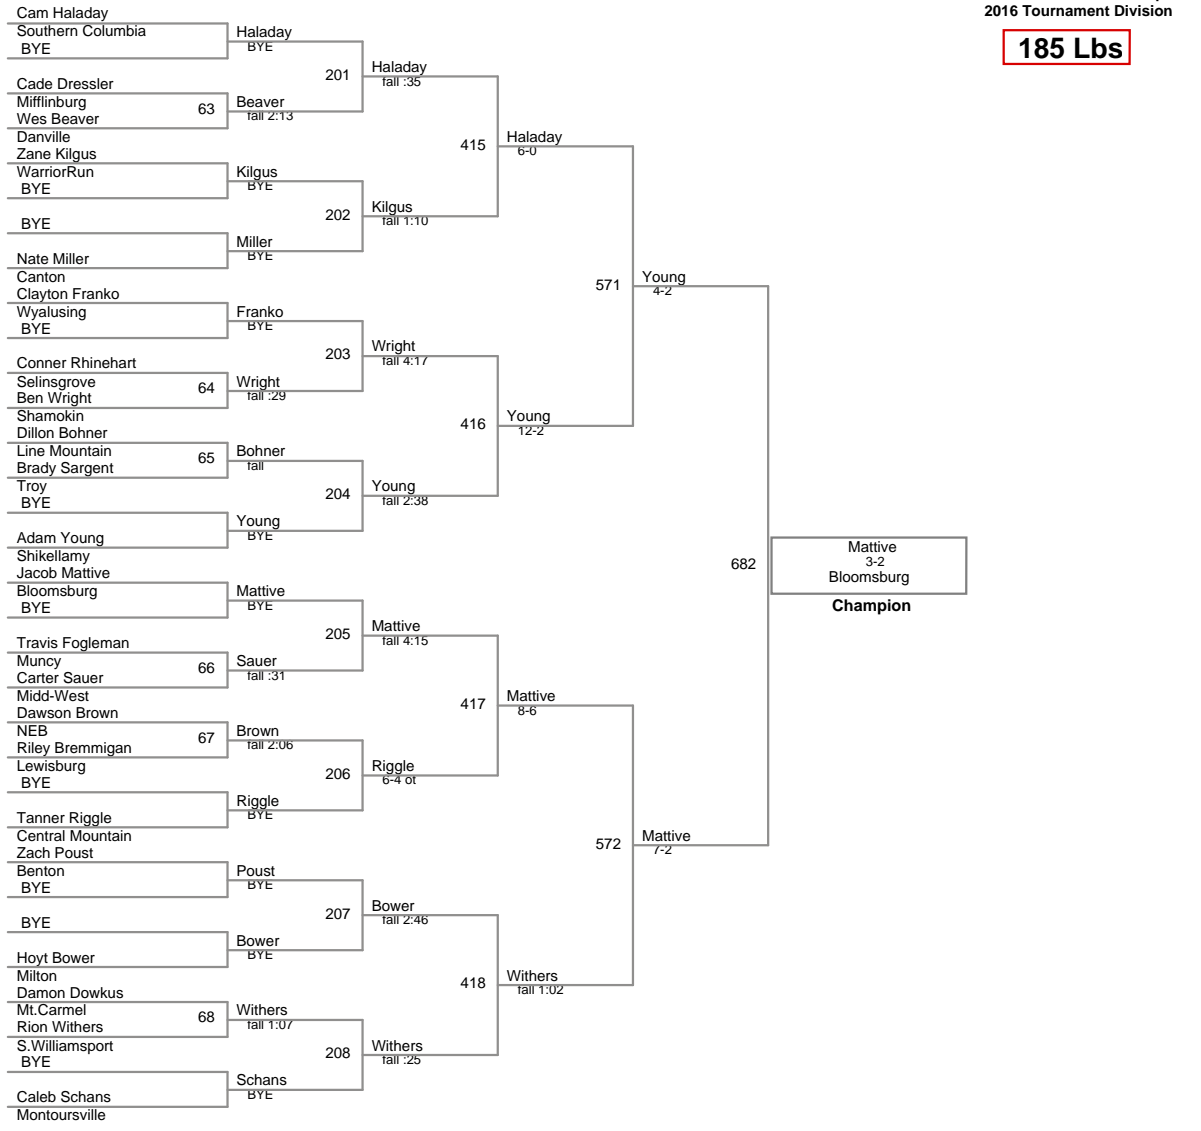 2016 Tournament Division
185 Lbs
Cam Haladay
Southern Columbia
BYE
Haladay
BYE
201
Haladay
fall :35
Cade Dressler
Mifflinburg
63
Wes Beaver
Beaver
fall 2:13
Danville
415
Haladay
6-0
Zane Kilgus
WarriorRun
BYE
Kilgus
BYE
202
Kilgus
fall 1:10
BYE
Miller
BYE
Nate Miller
Canton
571
Young
4-2
Clayton Franko
Wyalusing
BYE
Franko
BYE
203
Wright
fall 4:17
Conner Rhinehart
Selinsgrove
64
Ben Wright
Wright
fall :29
Shamokin
416
Young
12-2
Dillon Bohner
Line Mountain
65
Brady Sargent
Bohner
fall
Troy
BYE
204
Young
fall 2:38
Young
BYE
Adam Young
Shikellamy
682
Mattive
3-2
Bloomsburg
Champion
Jacob Mattive
Bloomsburg
BYE
Mattive
BYE
205
Mattive
fall 4:15
Travis Fogleman
Muncy
66
Carter Sauer
Sauer
fall :31
Midd-West
417
Mattive
8-6
Dawson Brown
NEB
67
Riley Bremmigan
Brown
fall 2:06
Lewisburg
BYE
206
Riggle
6-4 ot
Riggle
BYE
Tanner Riggle
Central Mountain
572
Mattive
7-2
Zach Poust
Benton
BYE
Poust
BYE
207
Bower
fall 2:46
BYE
Bower
BYE
Hoyt Bower
Milton
418
Withers
fall 1:02
Damon Dowkus
Mt.Carmel
68
Rion Withers
Withers
fall 1:07
S.Williamsport
BYE
208
Withers
fall :25
Schans
BYE
Caleb Schans
Montoursville